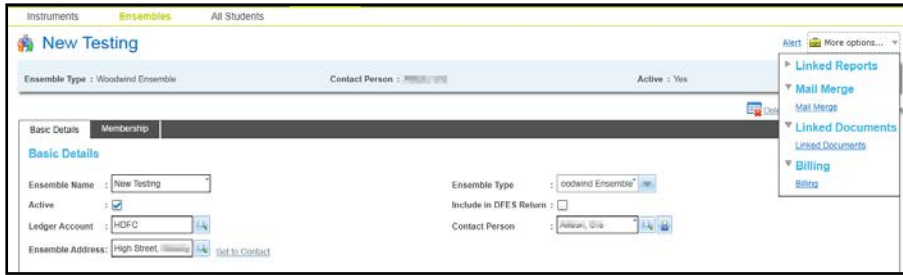 Instruments Ensembles All Students
New Testing Alert More options...
Linked Reports
Ensemble Type : Woodwind Ensemble Contact Person : Active : Yes
Mail Merge
Mail Merge
Linked Documents
Linked Documents
Billing
Billing
Basic Details Membership
Basic Details
Ensemble Name : New Testing Ensemble Type : oodwind Ensemble
Active : Include in DFES Return :
Ledger Account : HDFC Contact Person :
Ensemble Address: High Street, Set to Contact